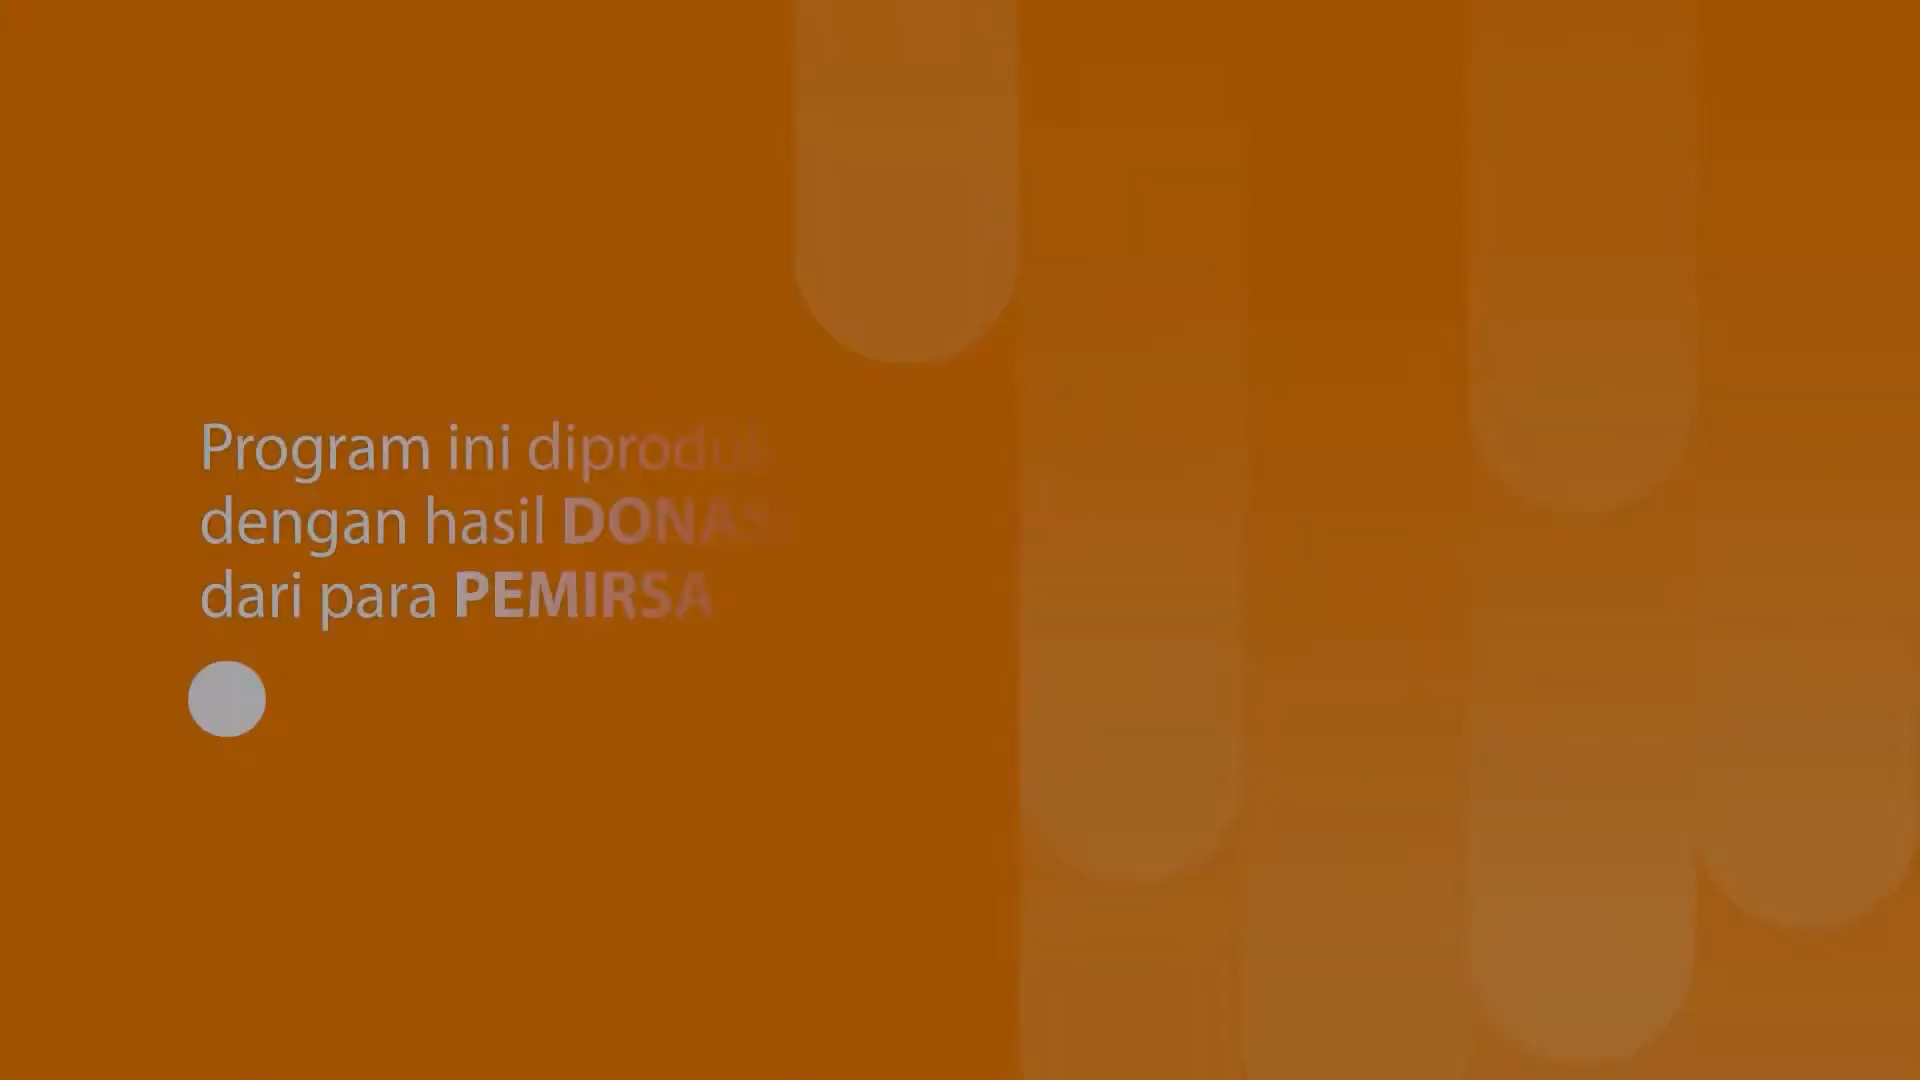 Program ini diproduk
dengan hasil DONAS
dari para PEMIRSA